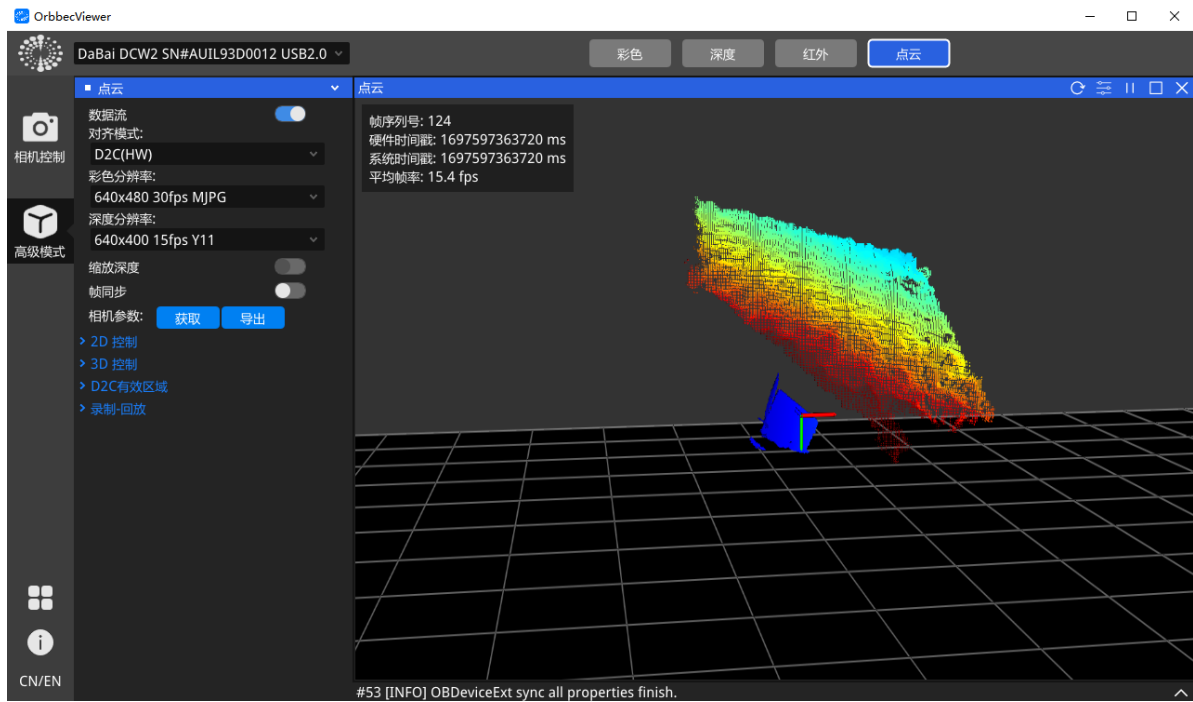 OrbbecViewer
DaBai DCW2 SN#AUIL93D0012 USB2.0
彩色
深度
红外
点云
相机控制
高级模式
CN/EN
点云
数据流
对齐模式:
D2C(HW)
彩色分辨率:
640x480 30fps MJPG
深度分辨率:
640x400 15fps Y11
缩放深度
帧同步
相机参数: 获取 导出
2D 控制
3D 控制
D2C有效区域
录制-回放
点云
帧序列号: 124
硬件时间戳: 1697597363720 ms
系统时间戳: 1697597363720 ms
平均帧率: 15.4 fps
#53 [INFO] OBDeviceExt sync all properties finish.